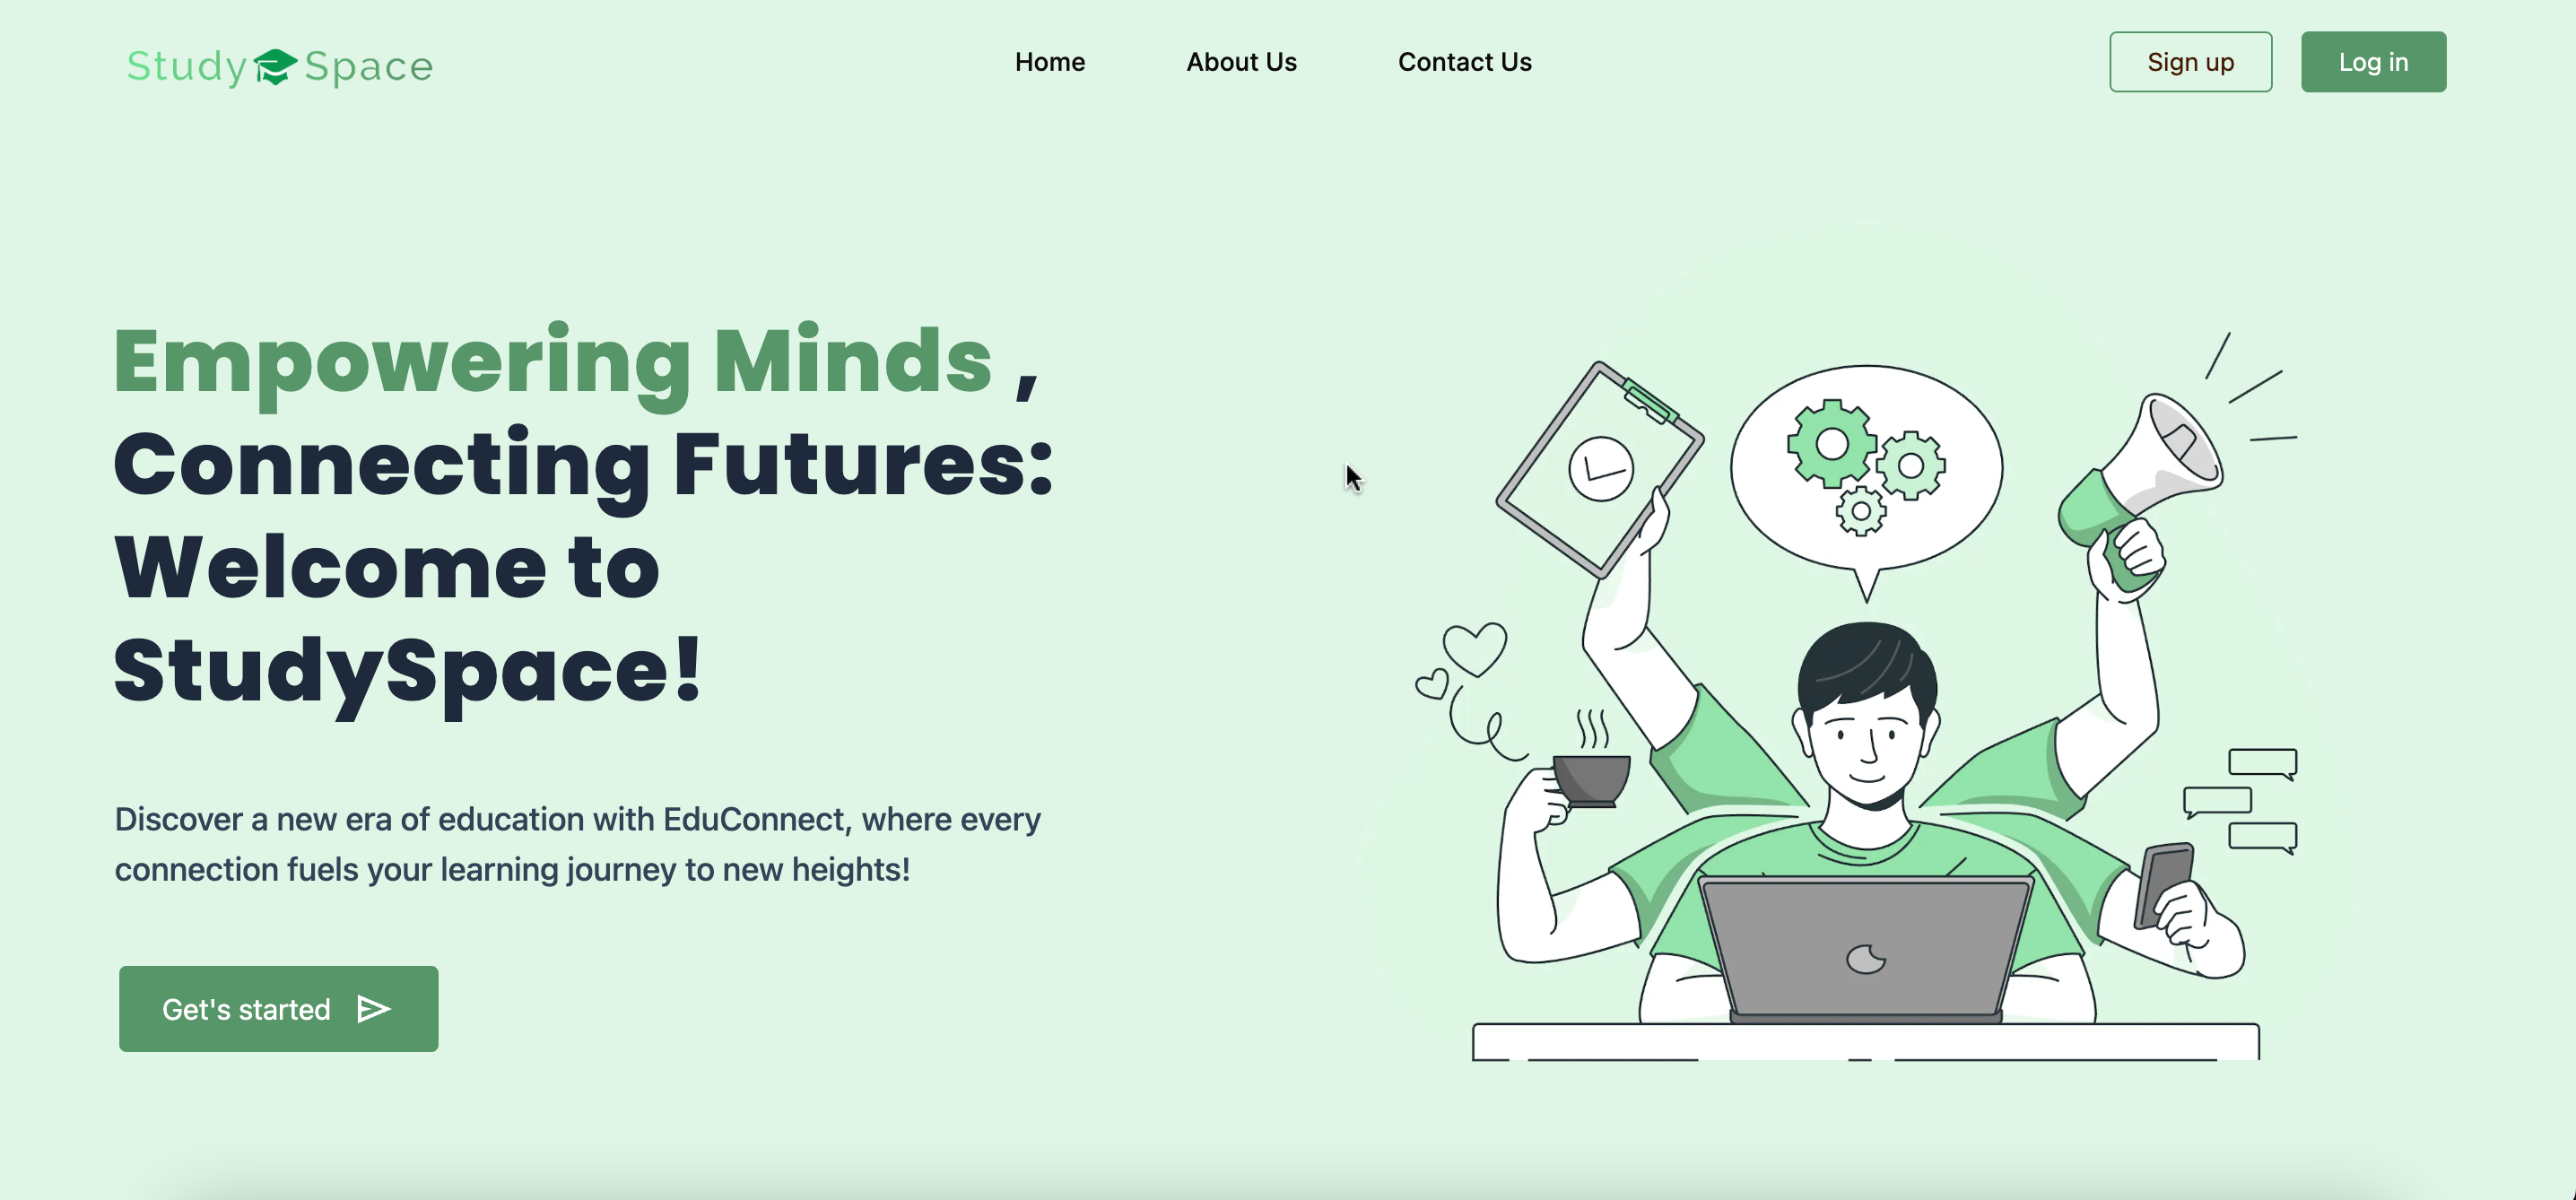 Study Space
Home
About Us
Contact Us
Sign up
Log in
Empowering Minds ,
Connecting Futures:
Welcome to
StudySpace!
Discover a new era of education with EduConnect, where every
connection fuels your learning journey to new heights!
Get's started